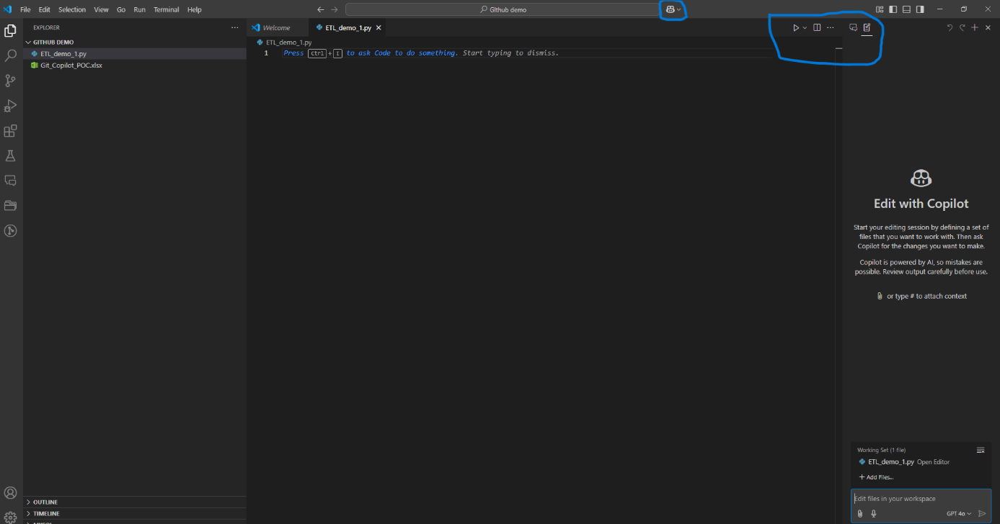 File Edit Selection View Go Run Terminal Help
GIthub demo
EXPLORER
GITHUB DEMO
ETL_demo_1.py
Git_Copilot_POC.xlsx
OUTLINE
TIMELINE
Welcome
ETL_demo_1.py
ETL_demo_1.py
1 Press Ctrl+I to ask Code to do something. Start typing to dismiss.
Edit with Copilot
Start your editing session by defining a set of
files that you want to work with. Then ask
Copilot for the changes you want to make.
Copilot is powered by AI, so mistakes are
possible. Review output carefully before use.
or type # to attach context
Working Set (1 file)
ETL_demo_1.py Open Editor
+ Add Files...
Edit files in your workspace
GPT 4o